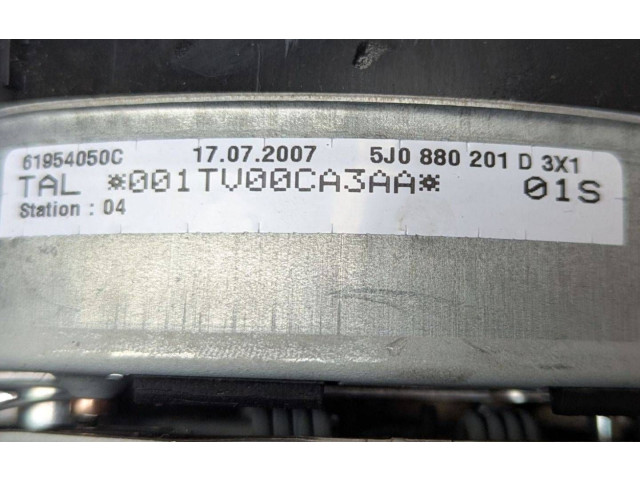 61954050C 17.07.2007 5J0 880 201 D 3X1
TAL *001TV00CA3AA* 01S
Station : 04